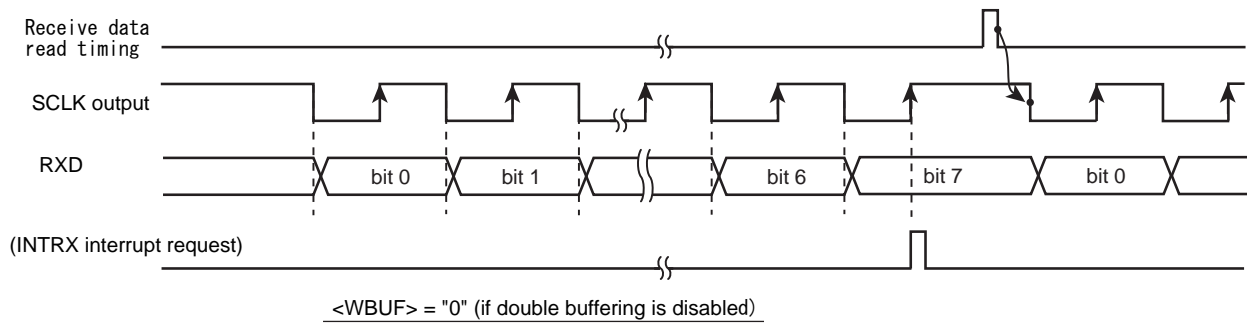 Receive data
read timing
SCLK output
RXD
bit 0
bit 1
bit 6
bit 7
bit 0
(INTRX interrupt request)
<WBUF> = "0" (if double buffering is disabled)